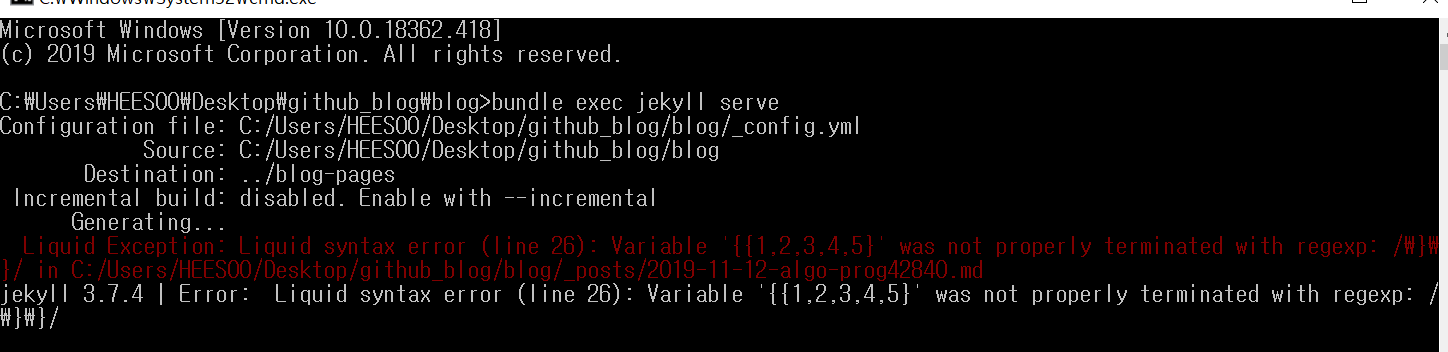 C:₩Windows₩System32₩cmd.exe
Microsoft Windows [Version 10.0.18362.418]
(c) 2019 Microsoft Corporation. All rights reserved.
C:₩Users₩HEESOO₩Desktop₩github_blog₩blog>bundle exec jekyll serve
Configuration file: C:/Users/HEESOO/Desktop/github_blog/blog/_config.yml
Source: C:/Users/HEESOO/Desktop/github_blog/blog
Destination: ../blog-pages
Incremental build: disabled. Enable with --incremental
Generating...
Liquid Exception: Liquid syntax error (line 26): Variable '{{1,2,3,4,5}' was not properly terminated with regexp: /₩}₩
}/ in C:/Users/HEESOO/Desktop/github_blog/blog/_posts/2019-11-12-algo-prog42840.md
jekyll 3.7.4 | Error:  Liquid syntax error (line 26): Variable '{{1,2,3,4,5}' was not properly terminated with regexp: /
₩}₩}/